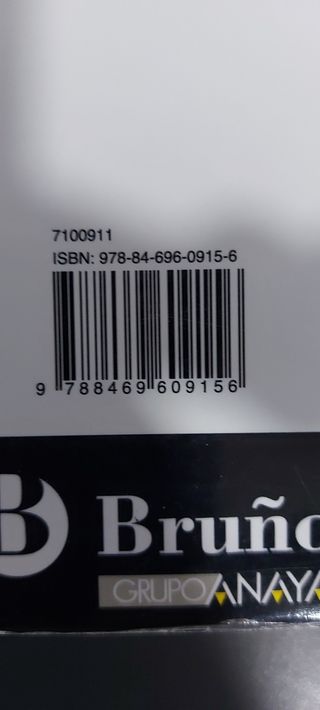 7100911
ISBN: 978-84-696-0915-6
9 788469 609156
B Bruño
GRUPO ANAYA